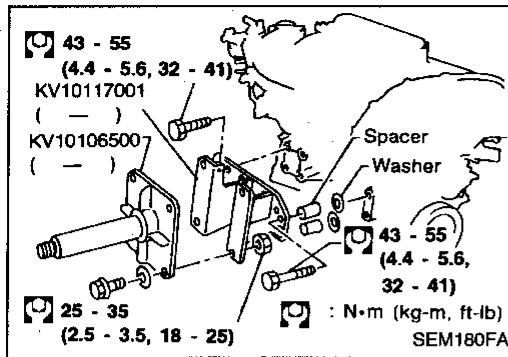 43 - 55
(4.4 - 5.6, 32 - 41)
KV10117001
( — )
KV10106500
( — )
Spacer
Washer
43 - 55
(4.4 - 5.6,
32 - 41)
25 - 35
(2.5 - 3.5, 18 - 25)
: N•m (kg-m, ft-lb)
SEM180FA